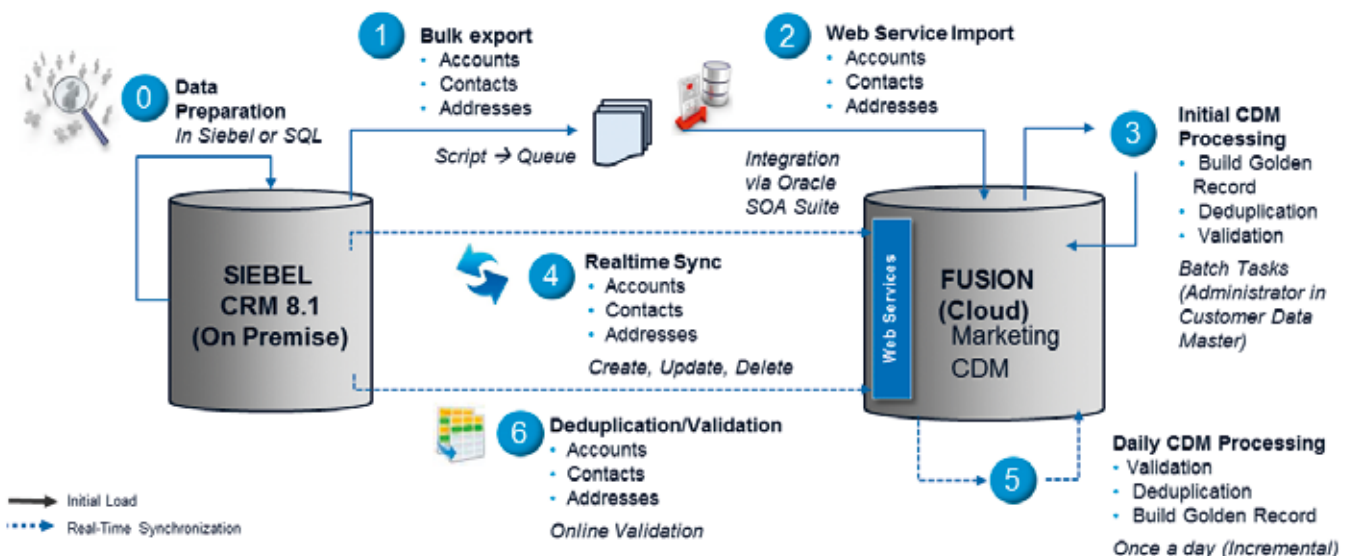 0
Data
Preparation
In Siebel or SQL
1
Bulk export
• Accounts
• Contacts
• Addresses
Script → Queue
2
Web Service Import
• Accounts
• Contacts
• Addresses
Integration
via Oracle
SOA Suite
3
Initial CDM
Processing
• Build Golden
Record
• Deduplication
• Validation
Batch Tasks
(Administrator in
Customer Data
Master)
SIEBEL
CRM 8.1
(On Premise)
4
Realtime Sync
• Accounts
• Contacts
• Addresses
Create, Update, Delete
Web Services
FUSION
(Cloud)
Marketing
CDM
6
Deduplication/Validation
• Accounts
• Contacts
• Addresses
Online Validation
5
Daily CDM Processing
• Validation
• Deduplication
• Build Golden Record
Once a day (Incremental)
Initial Load
Real-Time Synchronization